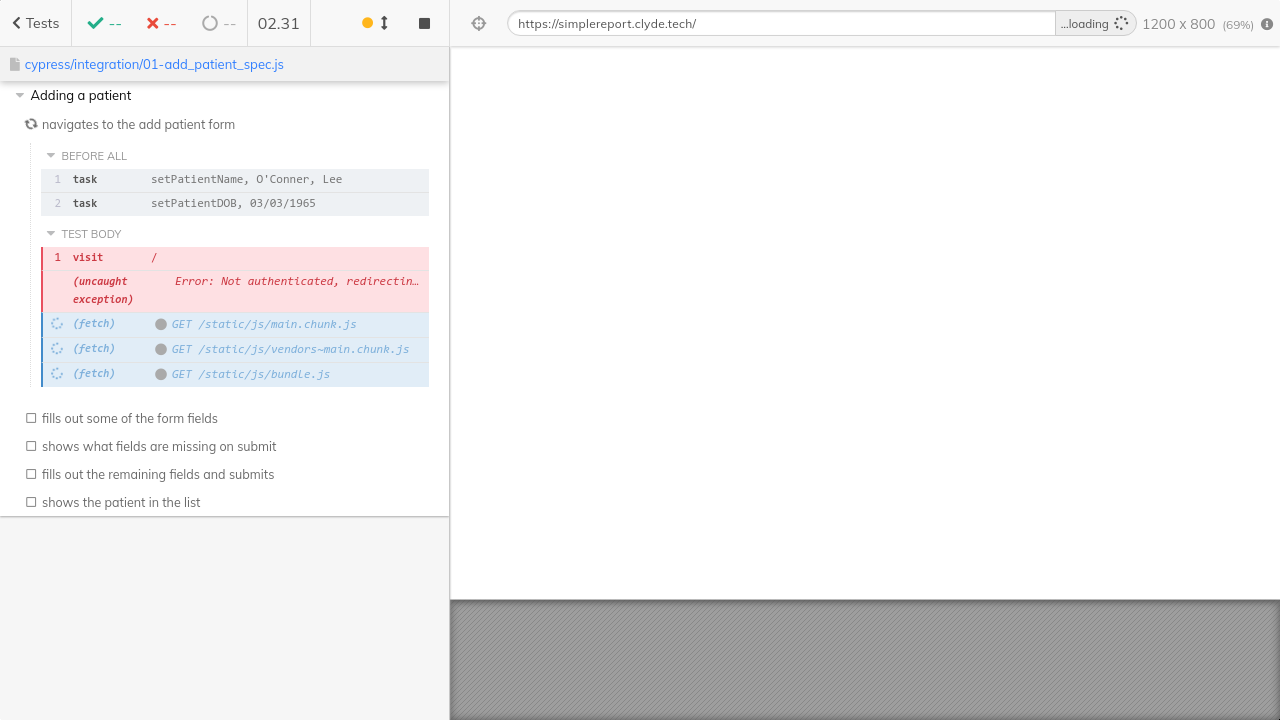 Tests -- -- -- 02.31
https://simplereport.clyde.tech/ ...loading 1200 x 800 (69%)
cypress/integration/01-add_patient_spec.js
Adding a patient
navigates to the add patient form
BEFORE ALL
1 task setPatientName, O'Conner, Lee
2 task setPatientDOB, 03/03/1965
TEST BODY
1 visit /
(uncaught exception) Error: Not authenticated, redirectin…
(fetch) GET /static/js/main.chunk.js
(fetch) GET /static/js/vendors~main.chunk.js
(fetch) GET /static/js/bundle.js
fills out some of the form fields
shows what fields are missing on submit
fills out the remaining fields and submits
shows the patient in the list